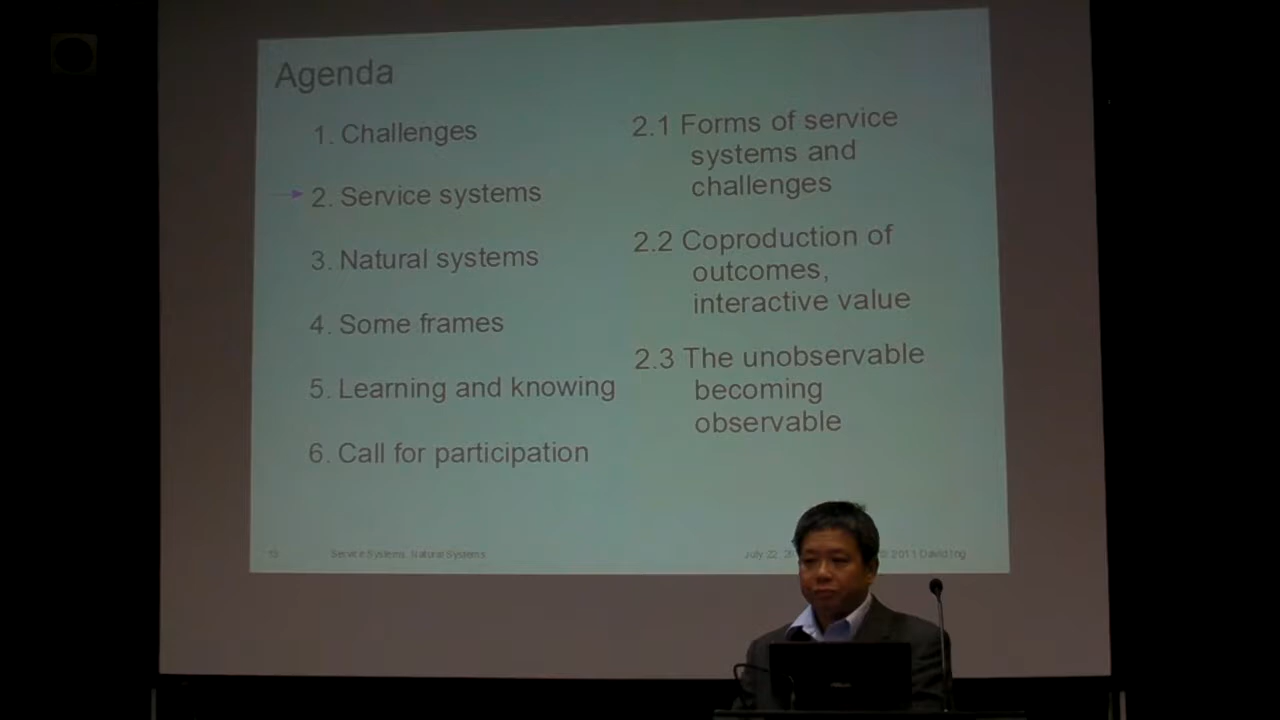 Agenda
1. Challenges
2. Service systems
3. Natural systems
4. Some frames
5. Learning and knowing
6. Call for participation
2.1 Forms of service
systems and
challenges
2.2 Coproduction of
outcomes,
interactive value
2.3 The unobservable
becoming
observable
Service Systems, Natural Systems
July 22,
© 2011 David Ing